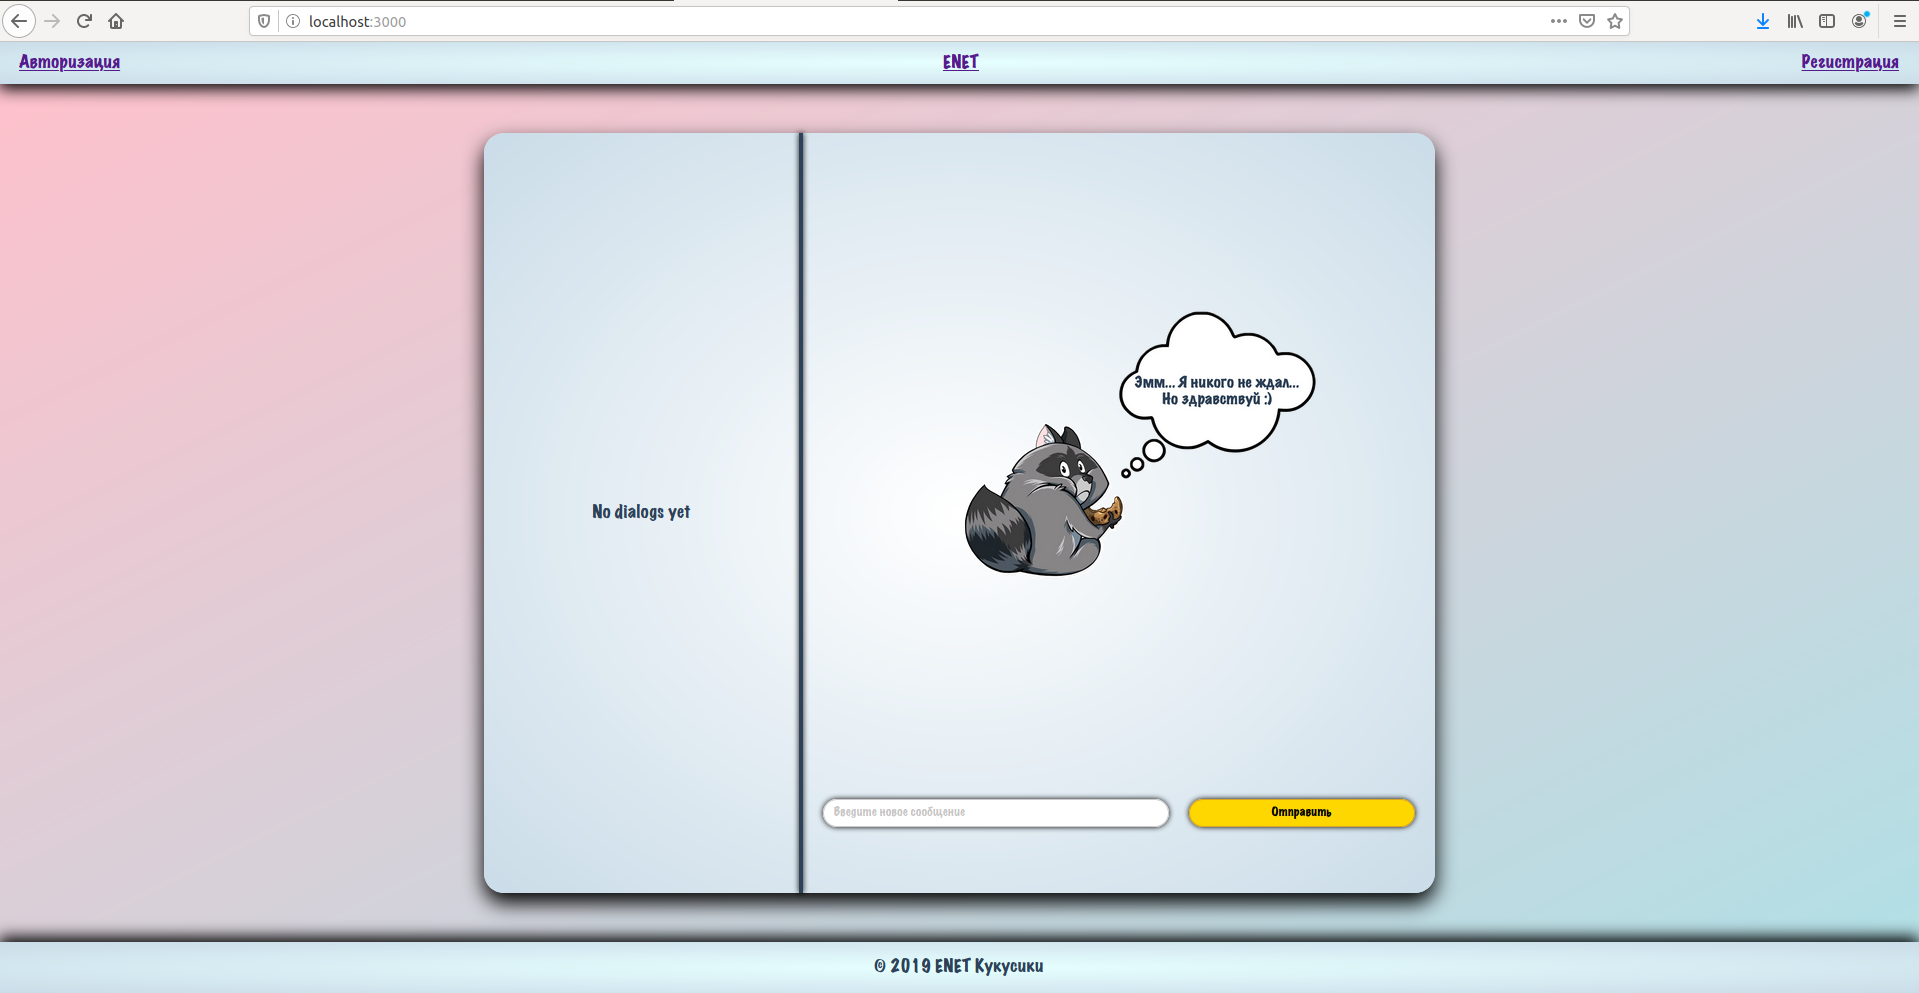 localhost:3000
Авторизация
ENET
Регистрация
Эмм... Я никого не ждал...
Но здравствуй :)
No dialogs yet
Введите новое сообщение
Отправить
© 2019 ENET Кукусики